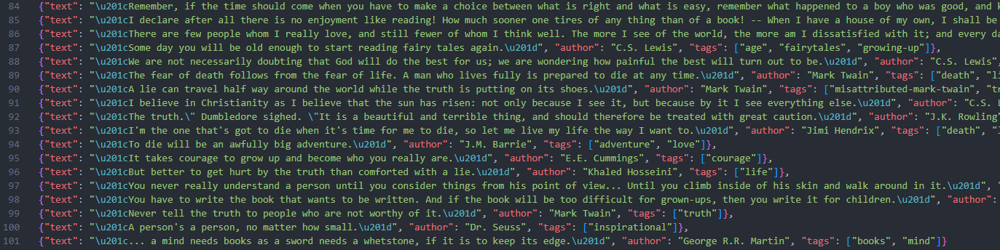 84 {"text": "\u201cRemember, if the time should come when you have to make a choice between what is right and what is easy, remember what happened to a boy who was good, and k
85 {"text": "\u201cI declare after all there is no enjoyment like reading! How much sooner one tires of any thing than of a book! -- When I have a house of my own, I shall be
86 {"text": "\u201cThere are few people whom I really love, and still fewer of whom I think well. The more I see of the world, the more am I dissatisfied with it; and every da
87 {"text": "\u201cSome day you will be old enough to start reading fairy tales again.\u201d", "author": "C.S. Lewis", "tags": ["age", "fairytales", "growing-up"]},
88 {"text": "\u201cWe are not necessarily doubting that God will do the best for us; we are wondering how painful the best will turn out to be.\u201d", "author": "C.S. Lewis",
89 {"text": "\u201cThe fear of death follows from the fear of life. A man who lives fully is prepared to die at any time.\u201d", "author": "Mark Twain", "tags": ["death", "li
90 {"text": "\u201cA lie can travel half way around the world while the truth is putting on its shoes.\u201d", "author": "Mark Twain", "tags": ["misattributed-mark-twain", "tr
91 {"text": "\u201cI believe in Christianity as I believe that the sun has risen: not only because I see it, but because by it I see everything else.\u201d", "author": "C.S. L
92 {"text": "\u201cThe truth.\" Dumbledore sighed. \"It is a beautiful and terrible thing, and should therefore be treated with great caution.\u201d", "author": "J.K. Rowling"
93 {"text": "\u201cI'm the one that's got to die when it's time for me to die, so let me live my life the way I want to.\u201d", "author": "Jimi Hendrix", "tags": ["death", "l
94 {"text": "\u201cTo die will be an awfully big adventure.\u201d", "author": "J.M. Barrie", "tags": ["adventure", "love"]},
95 {"text": "\u201cIt takes courage to grow up and become who you really are.\u201d", "author": "E.E. Cummings", "tags": ["courage"]},
96 {"text": "\u201cBut better to get hurt by the truth than comforted with a lie.\u201d", "author": "Khaled Hosseini", "tags": ["life"]},
97 {"text": "\u201cYou never really understand a person until you consider things from his point of view... Until you climb inside of his skin and walk around in it.\u201d", "
98 {"text": "\u201cYou have to write the book that wants to be written. And if the book will be too difficult for grown-ups, then you write it for children.\u201d", "author":
99 {"text": "\u201cNever tell the truth to people who are not worthy of it.\u201d", "author": "Mark Twain", "tags": ["truth"]},
100 {"text": "\u201cA person's a person, no matter how small.\u201d", "author": "Dr. Seuss", "tags": ["inspirational"]},
101 {"text": "\u201c... a mind needs books as a sword needs a whetstone, if it is to keep its edge.\u201d", "author": "George R.R. Martin", "tags": ["books", "mind"]}